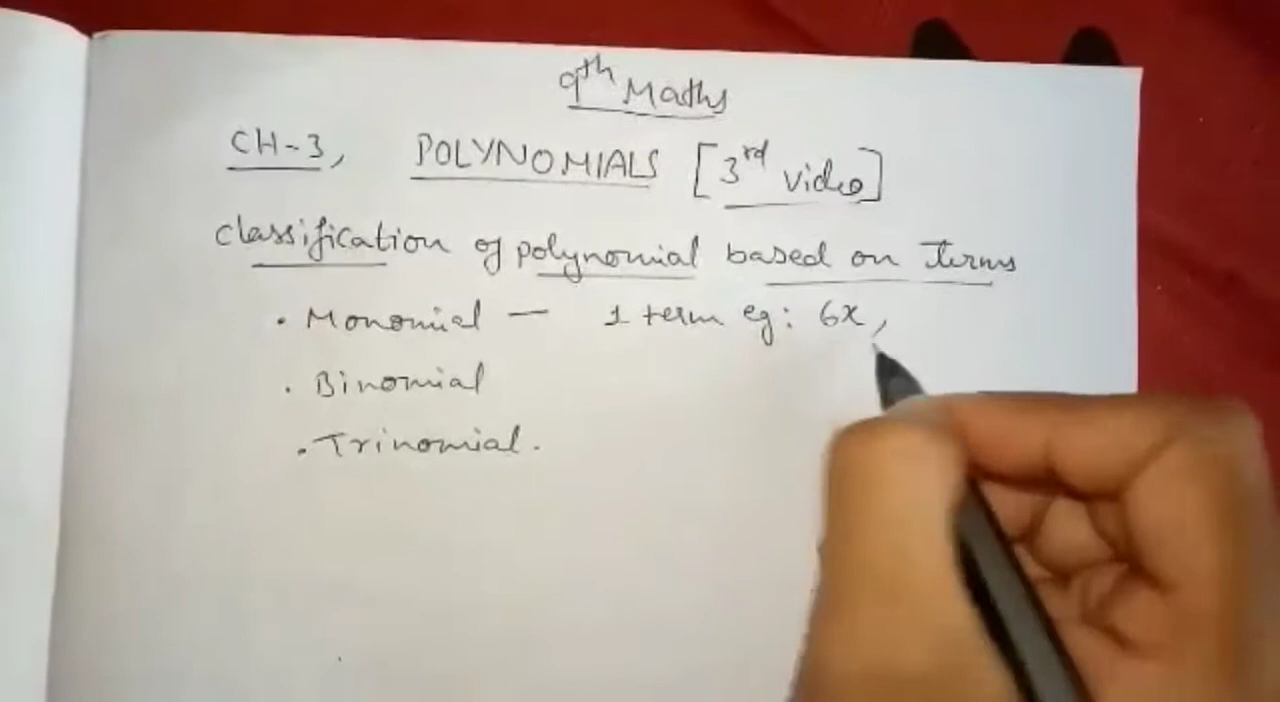 9th Maths
CH-3, POLYNOMIALS [3rd video]
classification of polynomial based on Terms
. Monomial — 1 term eg: 6x,
. Binomial
. Trinomial.